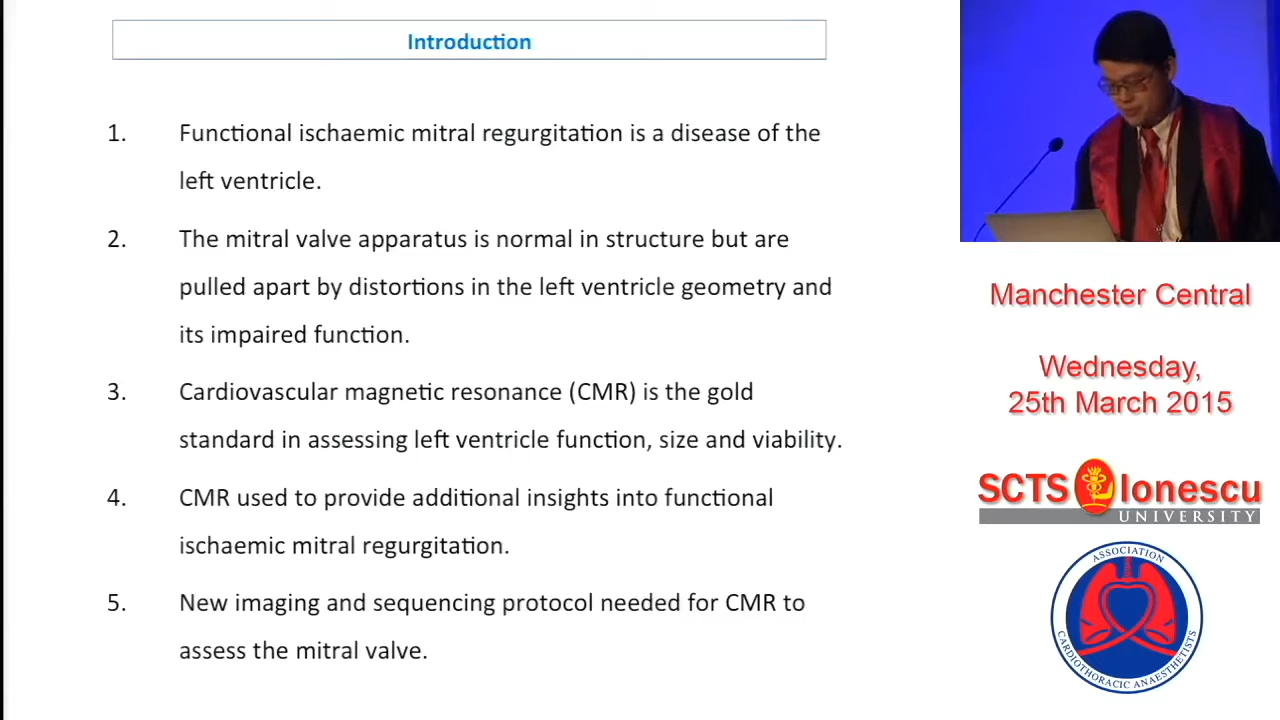 Introduction
1. Functional ischaemic mitral regurgitation is a disease of the
left ventricle.
2. The mitral valve apparatus is normal in structure but are
pulled apart by distortions in the left ventricle geometry and
its impaired function.
3. Cardiovascular magnetic resonance (CMR) is the gold
standard in assessing left ventricle function, size and viability.
4. CMR used to provide additional insights into functional
ischaemic mitral regurgitation.
5. New imaging and sequencing protocol needed for CMR to
assess the mitral valve.
Manchester Central
Wednesday,
25th March 2015
SCTS Ionescu
UNIVERSITY
ASSOCIATION
CARDIOTHORACIC ANAESTHETISTS